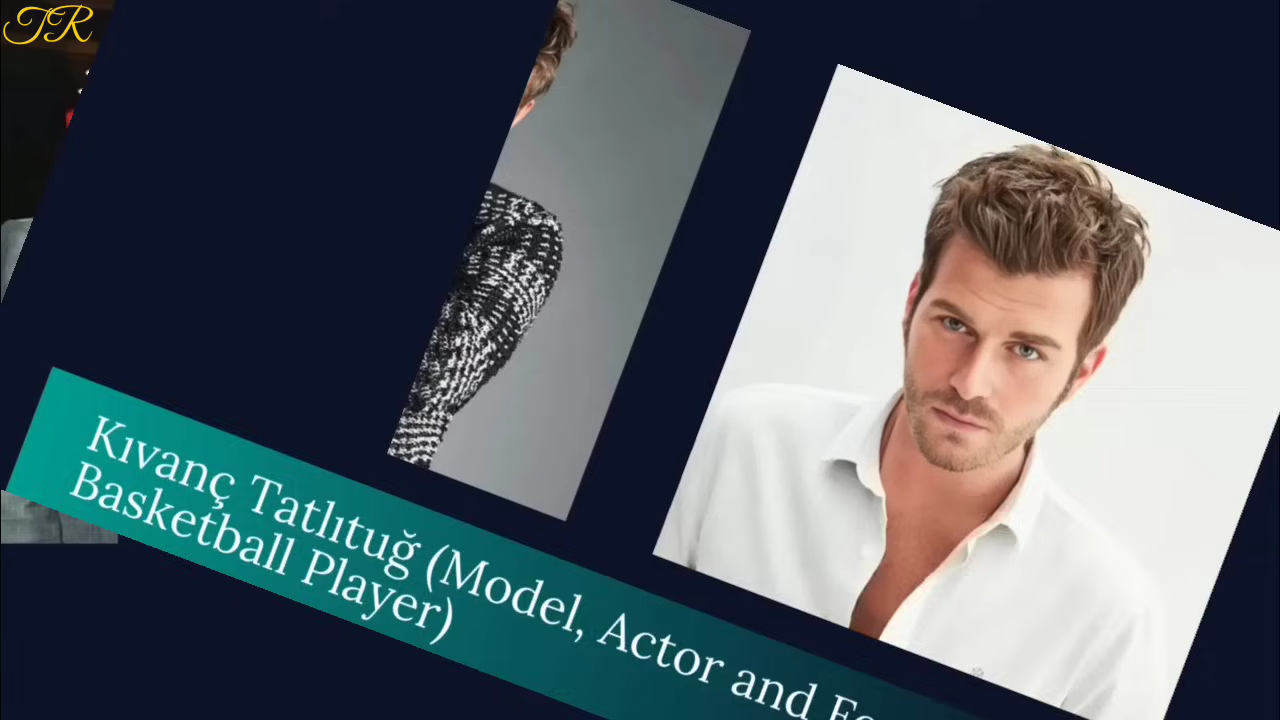 TR
Kıvanç Tatlıtuğ (Model, Actor and
Basketball Player)